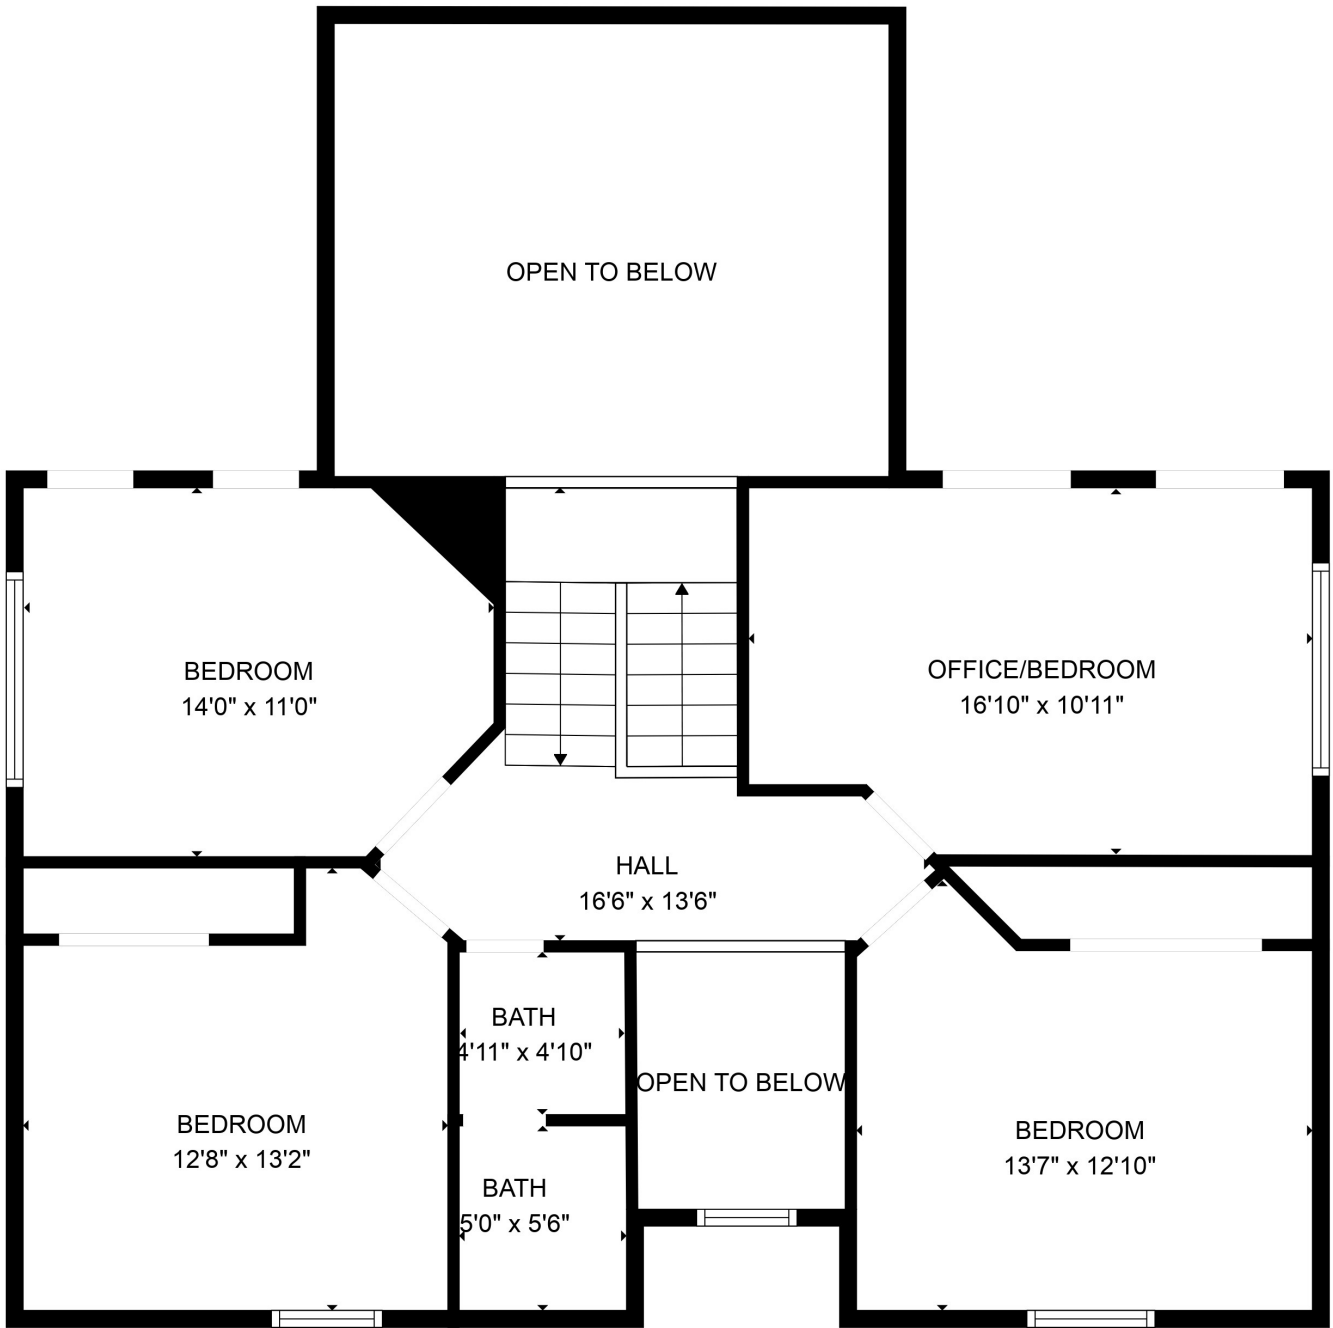 OPEN TO BELOW
BEDROOM
14'0" x 11'0"
OFFICE/BEDROOM
16'10" x 10'11"
HALL
16'6" x 13'6"
BATH
4'11" x 4'10"
OPEN TO BELOW
BEDROOM
12'8" x 13'2"
BEDROOM
13'7" x 12'10"
BATH
5'0" x 5'6"